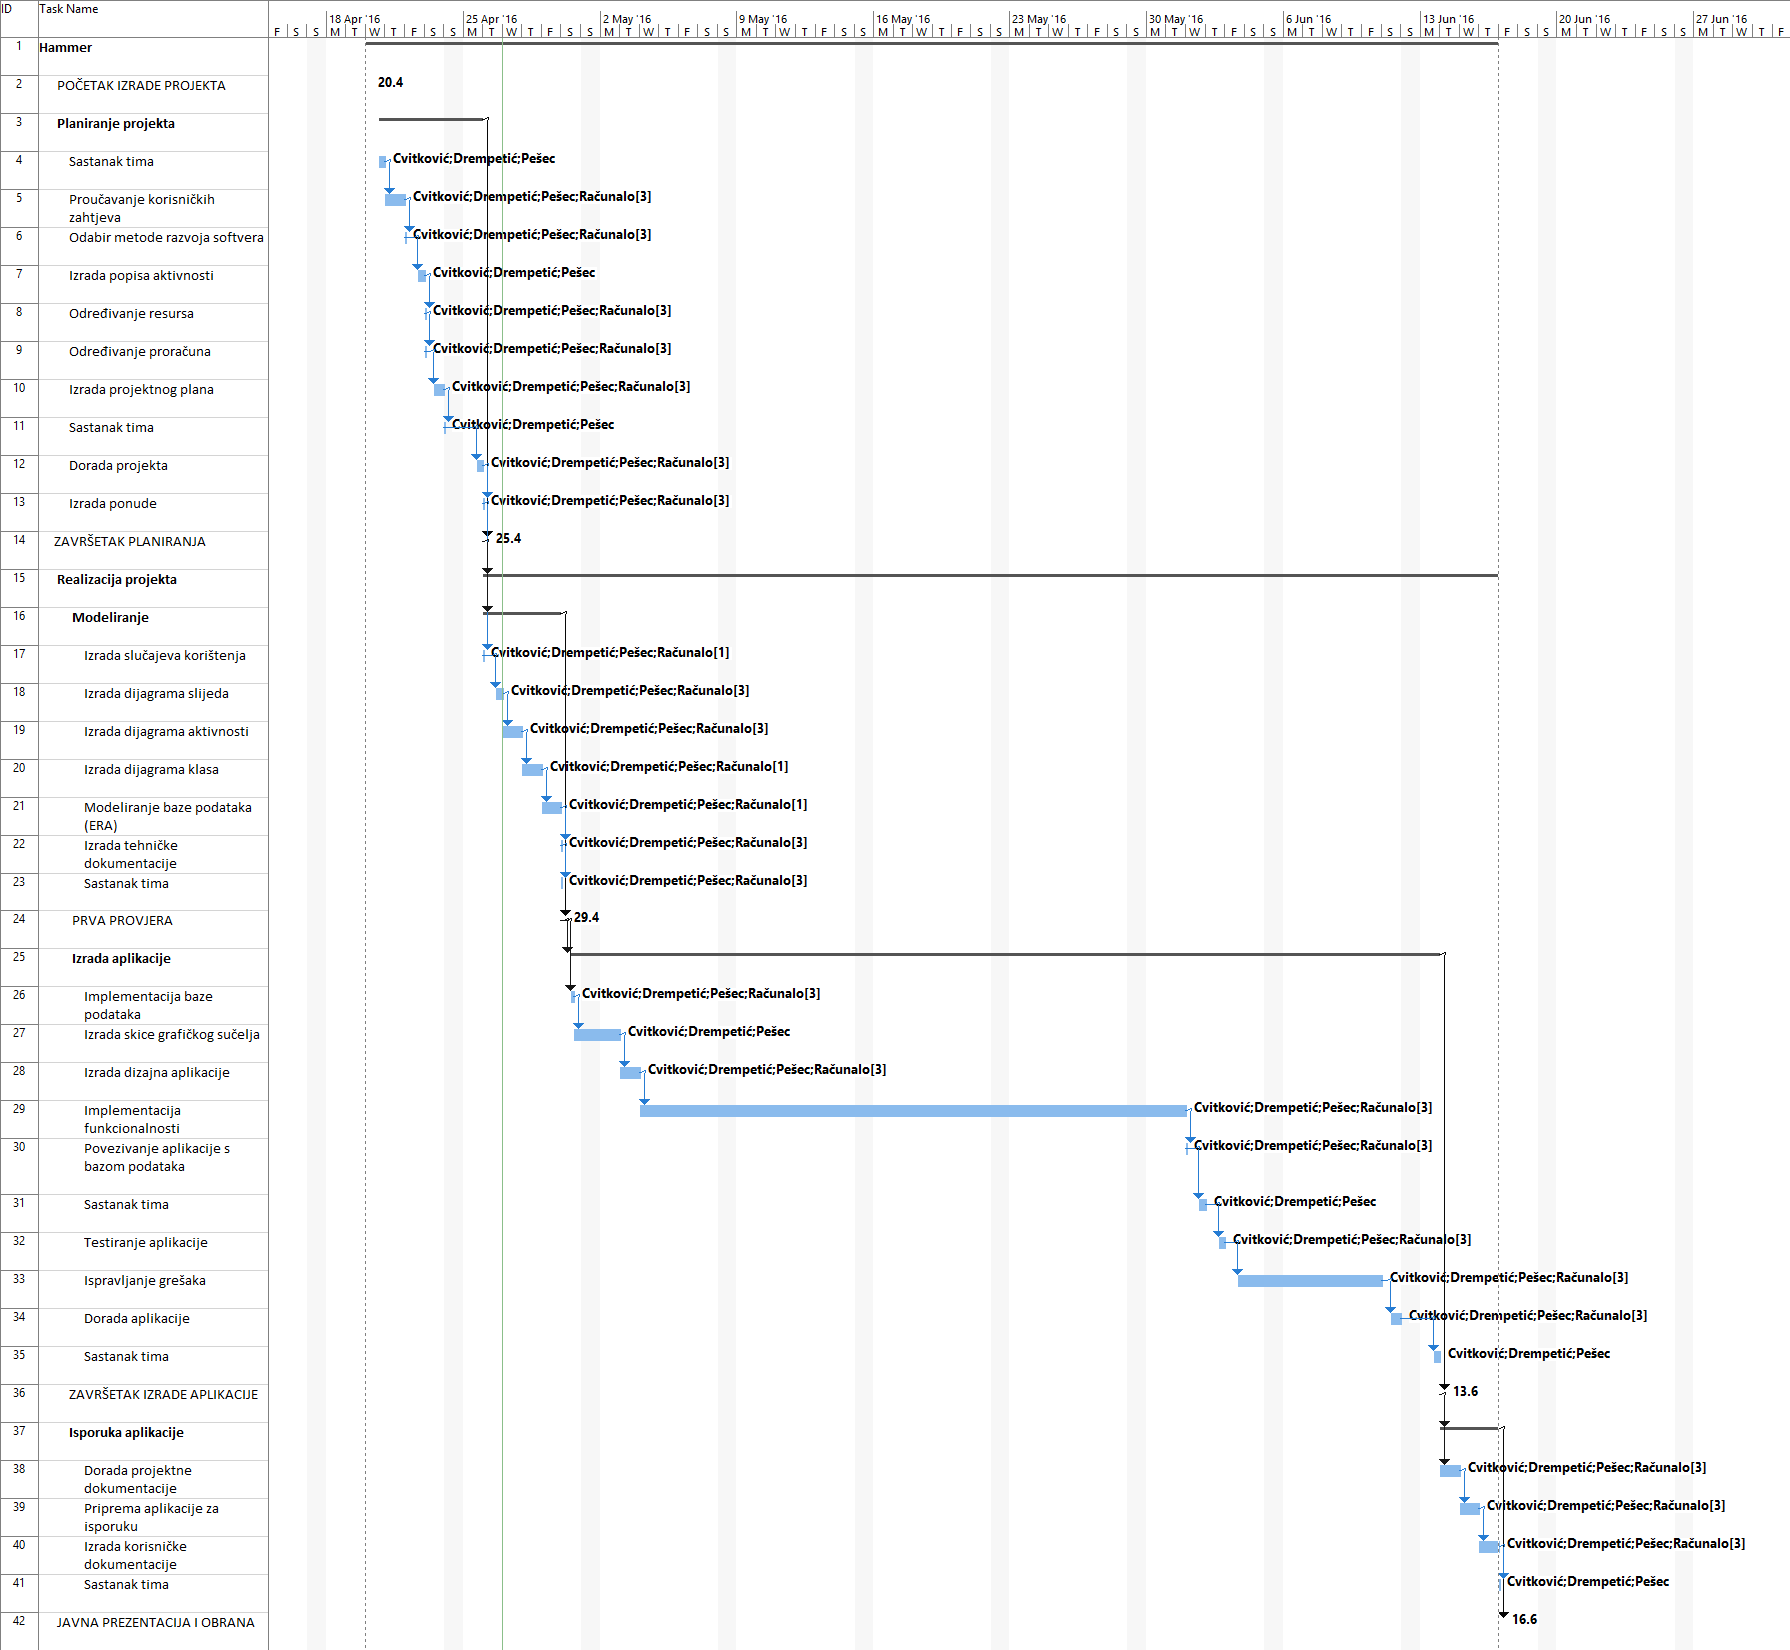 ID Task Name 18 Apr '16 25 Apr '16 2 May '16 9 May '16 16 May '16 23 May '16 30 May '16 6 Jun '16 13 Jun '16 20 Jun '16 27 Jun '16
F S S M T W T F S S M T W T F S S M T W T F S S M T W T F S S M T W T F S S M T W T F S S M T W T F S S M T W T F S S M T W T F S S M T W T F S S M T W T F
1 Hammer
2 POČETAK IZRADE PROJEKTA 20.4
3 Planiranje projekta
4 Sastanak tima Cvitković;Drempetić;Pešec
5 Proučavanje korisničkih Cvitković;Drempetić;Pešec;Računalo[3]
zahtjeva
6 Odabir metode razvoja softvera Cvitković;Drempetić;Pešec;Računalo[3]
7 Izrada popisa aktivnosti Cvitković;Drempetić;Pešec
8 Određivanje resursa Cvitković;Drempetić;Pešec;Računalo[3]
9 Određivanje proračuna Cvitković;Drempetić;Pešec;Računalo[3]
10 Izrada projektnog plana Cvitković;Drempetić;Pešec;Računalo[3]
11 Sastanak tima Cvitković;Drempetić;Pešec
12 Dorada projekta Cvitković;Drempetić;Pešec;Računalo[3]
13 Izrada ponude Cvitković;Drempetić;Pešec;Računalo[3]
14 ZAVRŠETAK PLANIRANJA 25.4
15 Realizacija projekta
16 Modeliranje
17 Izrada slučajeva korištenja Cvitković;Drempetić;Pešec;Računalo[1]
18 Izrada dijagrama slijeda Cvitković;Drempetić;Pešec;Računalo[3]
19 Izrada dijagrama aktivnosti Cvitković;Drempetić;Pešec;Računalo[3]
20 Izrada dijagrama klasa Cvitković;Drempetić;Pešec;Računalo[1]
21 Modeliranje baze podataka Cvitković;Drempetić;Pešec;Računalo[1]
(ERA)
22 Izrada tehničke Cvitković;Drempetić;Pešec;Računalo[3]
dokumentacije
23 Sastanak tima Cvitković;Drempetić;Pešec;Računalo[3]
24 PRVA PROVJERA 29.4
25 Izrada aplikacije
26 Implementacija baze Cvitković;Drempetić;Pešec;Računalo[3]
podataka
27 Izrada skice grafičkog sučelja Cvitković;Drempetić;Pešec
28 Izrada dizajna aplikacije Cvitković;Drempetić;Pešec;Računalo[3]
29 Implementacija Cvitković;Drempetić;Pešec;Računalo[3]
funkcionalnosti
30 Povezivanje aplikacije s Cvitković;Drempetić;Pešec;Računalo[3]
bazom podataka
31 Sastanak tima Cvitković;Drempetić;Pešec
32 Testiranje aplikacije Cvitković;Drempetić;Pešec;Računalo[3]
33 Ispravljanje grešaka Cvitković;Drempetić;Pešec;Računalo[3]
34 Dorada aplikacije Cvitković;Drempetić;Pešec;Računalo[3]
35 Sastanak tima Cvitković;Drempetić;Pešec
36 ZAVRŠETAK IZRADE APLIKACIJE 13.6
37 Isporuka aplikacije
38 Dorada projektne Cvitković;Drempetić;Pešec;Računalo[3]
dokumentacije
39 Priprema aplikacije za Cvitković;Drempetić;Pešec;Računalo[3]
isporuku
40 Izrada korisničke Cvitković;Drempetić;Pešec;Računalo[3]
dokumentacije
41 Sastanak tima Cvitković;Drempetić;Pešec
42 JAVNA PREZENTACIJA I OBRANA 16.6